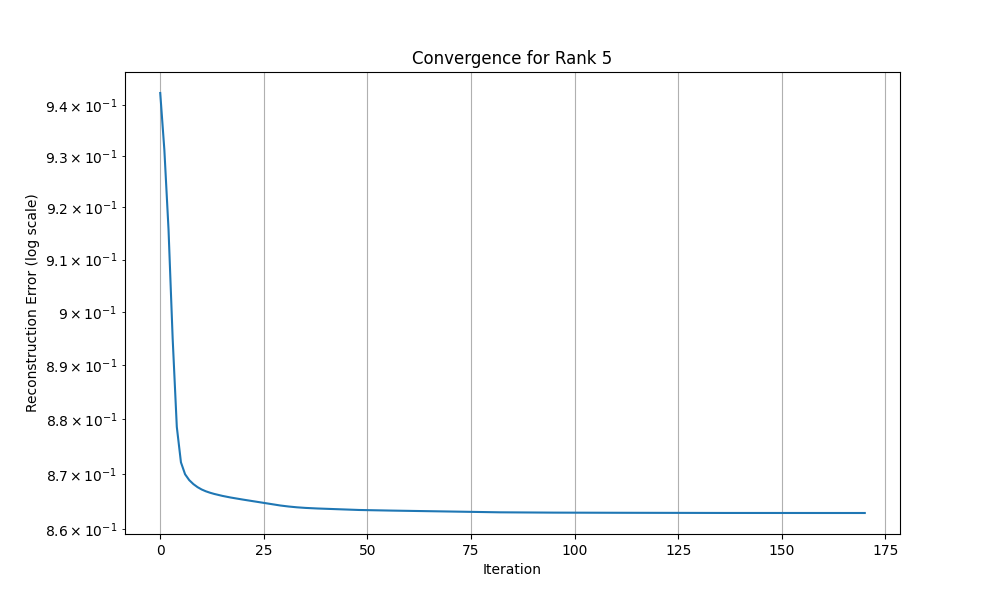 Convergence for Rank 5
Reconstruction Error (log scale)
9.4 × 10⁻¹
9.3 × 10⁻¹
9.2 × 10⁻¹
9.1 × 10⁻¹
9 × 10⁻¹
8.9 × 10⁻¹
8.8 × 10⁻¹
8.7 × 10⁻¹
8.6 × 10⁻¹
0 25 50 75 100 125 150 175
Iteration